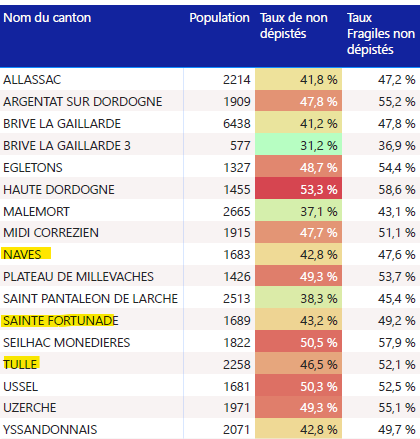 Nom du canton Population Taux de non dépistés Taux Fragiles non dépistés
ALLASSAC 2214 41,8 % 47,2 %
ARGENTAT SUR DORDOGNE 1909 47,8 % 55,2 %
BRIVE LA GAILLARDE 6438 41,2 % 47,8 %
BRIVE LA GAILLARDE 3 577 31,2 % 36,9 %
EGLETONS 1327 48,7 % 54,4 %
HAUTE DORDOGNE 1455 53,3 % 58,6 %
MALEMORT 2665 37,1 % 43,1 %
MIDI CORREZIEN 1915 47,7 % 51,1 %
NAVES 1683 42,8 % 47,6 %
PLATEAU DE MILLEVACHES 1426 49,3 % 53,7 %
SAINT PANTALEON DE LARCHE 2513 38,3 % 45,4 %
SAINTE FORTUNADE 1689 43,2 % 49,2 %
SEILHAC MONEDIERES 1822 50,5 % 57,9 %
TULLE 2258 46,5 % 52,1 %
USSEL 1681 50,3 % 52,5 %
UZERCHE 1971 49,3 % 55,1 %
YSSANDONNAIS 2071 42,8 % 49,7 %